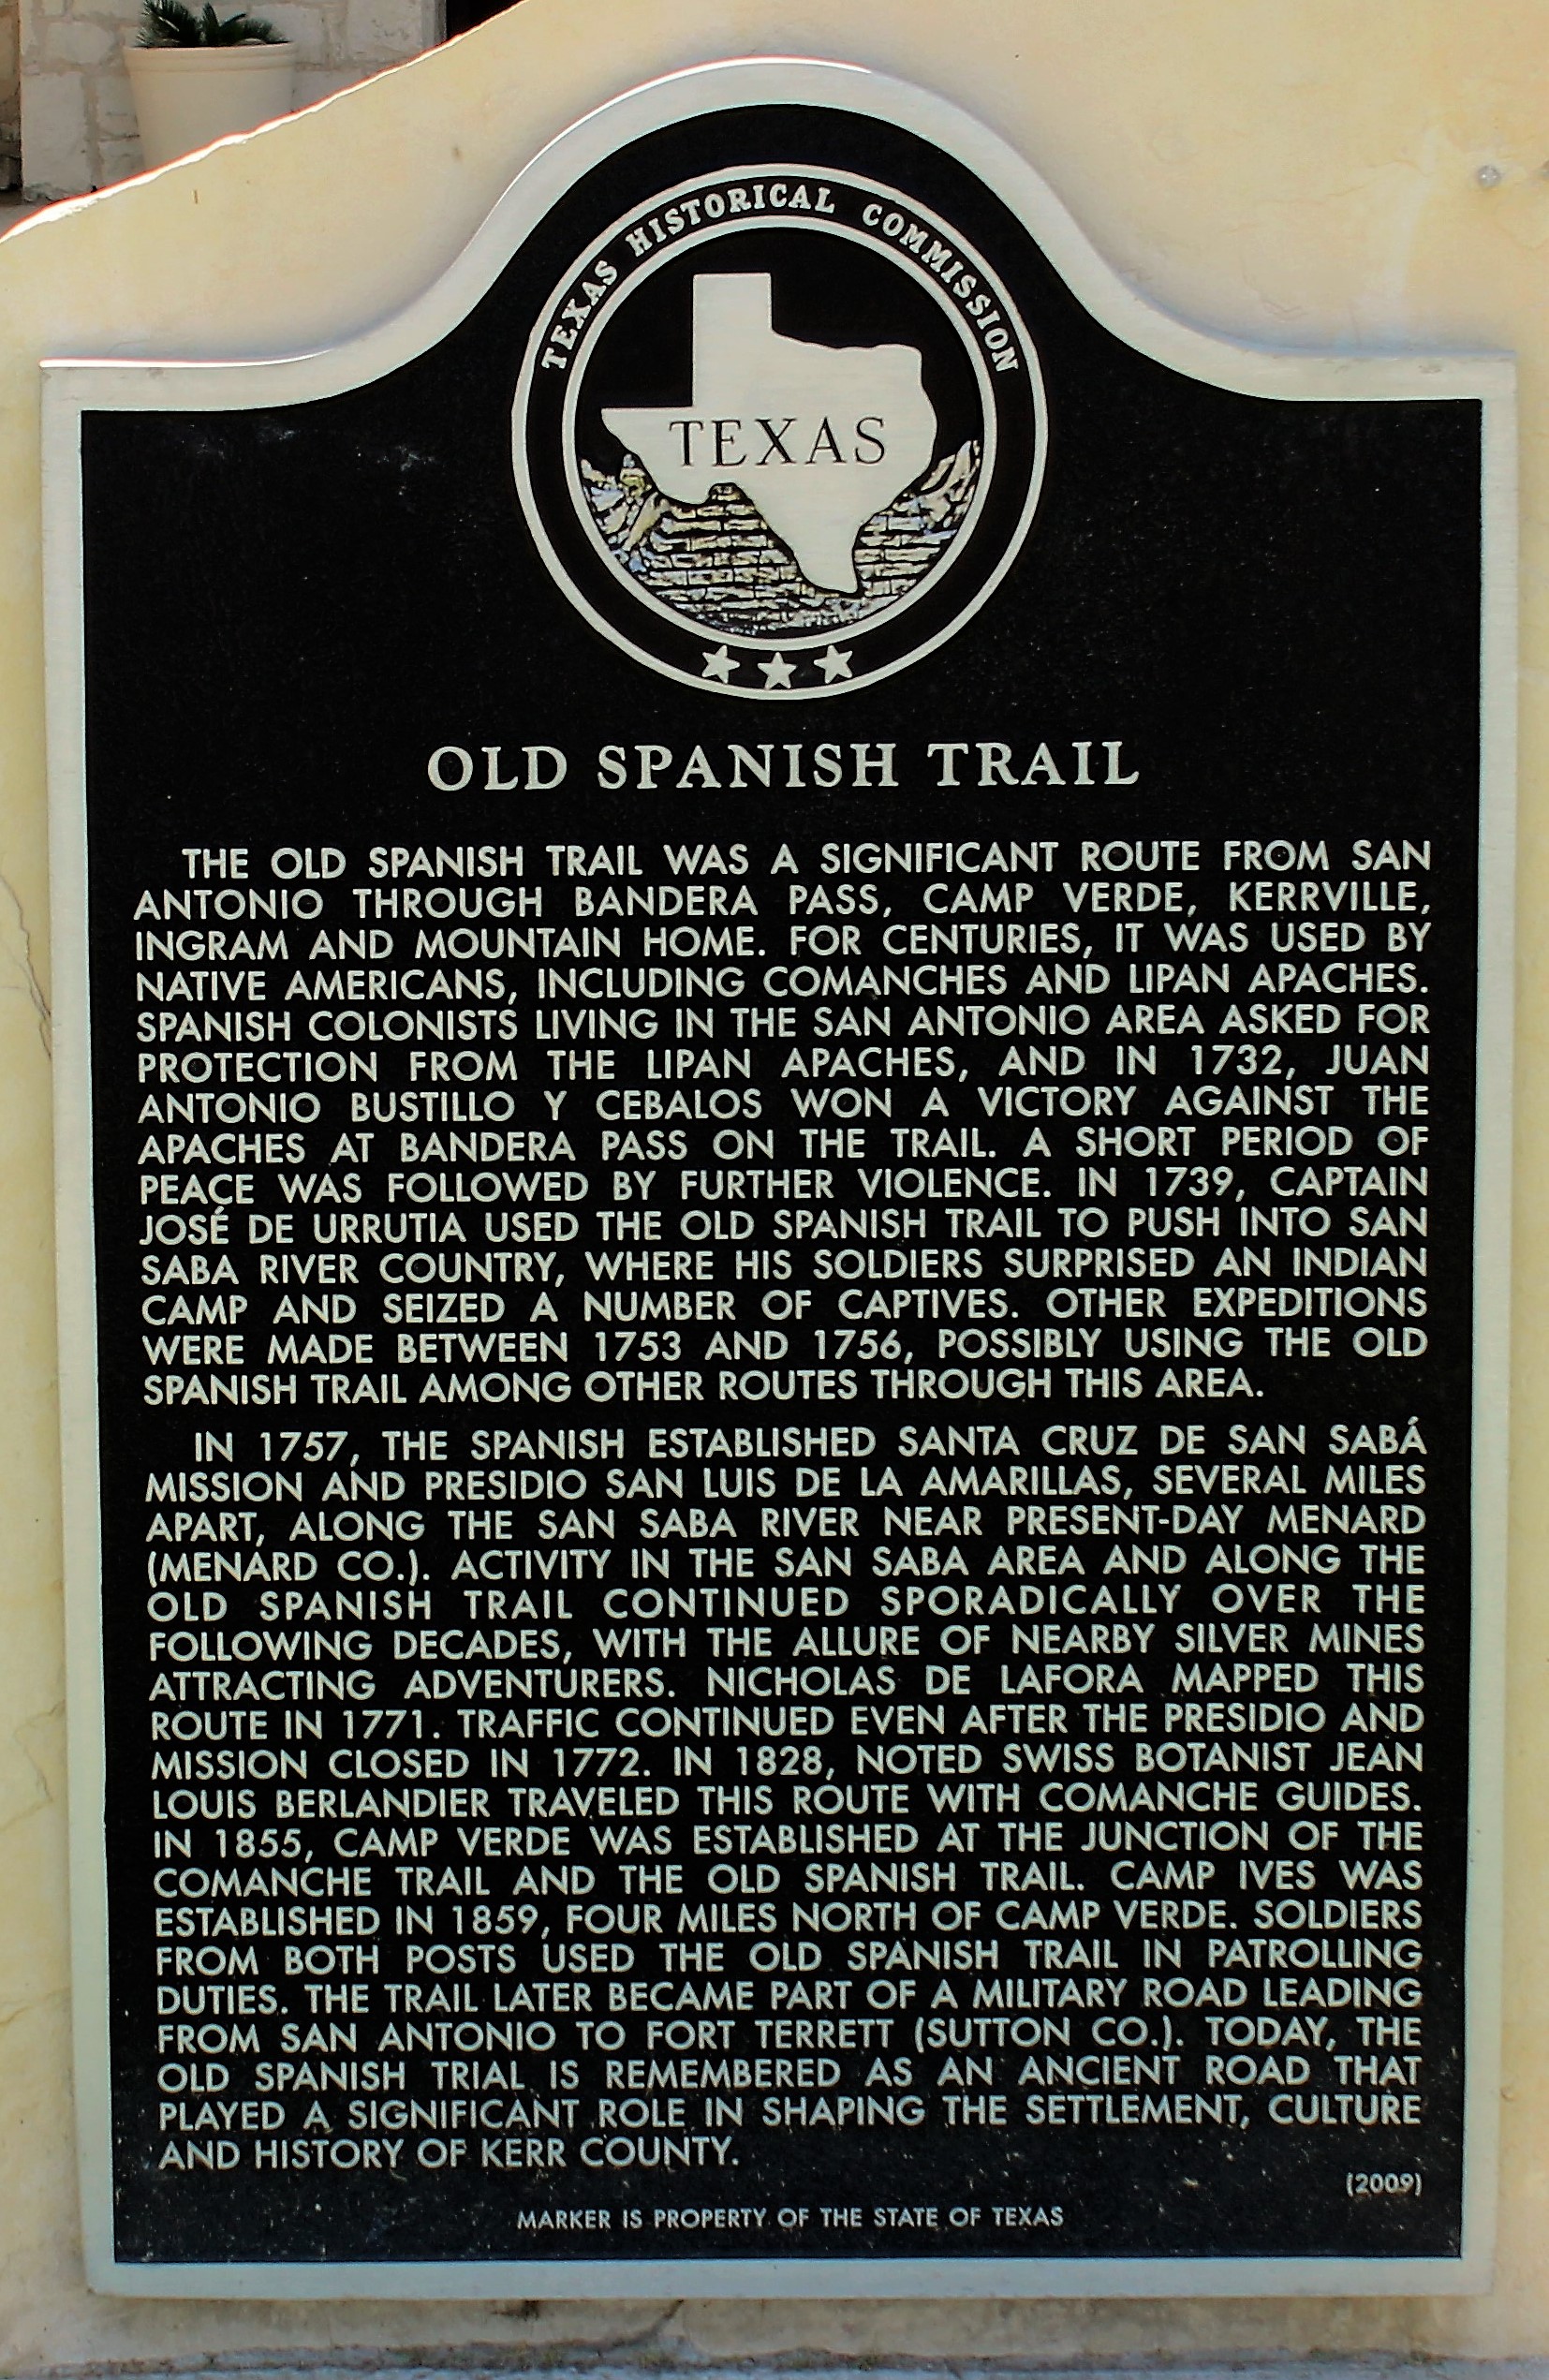 TEXAS HISTORICAL COMMISSION
TEXAS
OLD SPANISH TRAIL
THE OLD SPANISH TRAIL WAS A SIGNIFICANT ROUTE FROM SAN
ANTONIO THROUGH BANDERA PASS, CAMP VERDE, KERRVILLE,
INGRAM AND MOUNTAIN HOME. FOR CENTURIES, IT WAS USED BY
NATIVE AMERICANS, INCLUDING COMANCHES AND LIPAN APACHES.
SPANISH COLONISTS LIVING IN THE SAN ANTONIO AREA ASKED FOR
PROTECTION FROM THE LIPAN APACHES, AND IN 1732, JUAN
ANTONIO BUSTILLO Y CEBALOS WON A VICTORY AGAINST THE
APACHES AT BANDERA PASS ON THE TRAIL. A SHORT PERIOD OF
PEACE WAS FOLLOWED BY FURTHER VIOLENCE. IN 1739, CAPTAIN
JOSÉ DE URRUTIA USED THE OLD SPANISH TRAIL TO PUSH INTO SAN
SABA RIVER COUNTRY, WHERE HIS SOLDIERS SURPRISED AN INDIAN
CAMP AND SEIZED A NUMBER OF CAPTIVES. OTHER EXPEDITIONS
WERE MADE BETWEEN 1753 AND 1756, POSSIBLY USING THE OLD
SPANISH TRAIL AMONG OTHER ROUTES THROUGH THIS AREA.
IN 1757, THE SPANISH ESTABLISHED SANTA CRUZ DE SAN SABÁ
MISSION AND PRESIDIO SAN LUIS DE LA AMARILLAS, SEVERAL MILES
APART, ALONG THE SAN SABA RIVER NEAR PRESENT-DAY MENARD
(MENARD CO.). ACTIVITY IN THE SAN SABA AREA AND ALONG THE
OLD SPANISH TRAIL CONTINUED SPORADICALLY OVER THE
FOLLOWING DECADES, WITH THE ALLURE OF NEARBY SILVER MINES
ATTRACTING ADVENTURERS. NICHOLAS DE LAFORA MAPPED THIS
ROUTE IN 1771. TRAFFIC CONTINUED EVEN AFTER THE PRESIDIO AND
MISSION CLOSED IN 1772. IN 1828, NOTED SWISS BOTANIST JEAN
LOUIS BERLANDIER TRAVELED THIS ROUTE WITH COMANCHE GUIDES.
IN 1855, CAMP VERDE WAS ESTABLISHED AT THE JUNCTION OF THE
COMANCHE TRAIL AND THE OLD SPANISH TRAIL. CAMP IVES WAS
ESTABLISHED IN 1859, FOUR MILES NORTH OF CAMP VERDE. SOLDIERS
FROM BOTH POSTS USED THE OLD SPANISH TRAIL IN PATROLLING
DUTIES. THE TRAIL LATER BECAME PART OF A MILITARY ROAD LEADING
FROM SAN ANTONIO TO FORT TERRETT (SUTTON CO.). TODAY, THE
OLD SPANISH TRIAL IS REMEMBERED AS AN ANCIENT ROAD THAT
PLAYED A SIGNIFICANT ROLE IN SHAPING THE SETTLEMENT, CULTURE
AND HISTORY OF KERR COUNTY.
(2009)
MARKER IS PROPERTY OF THE STATE OF TEXAS